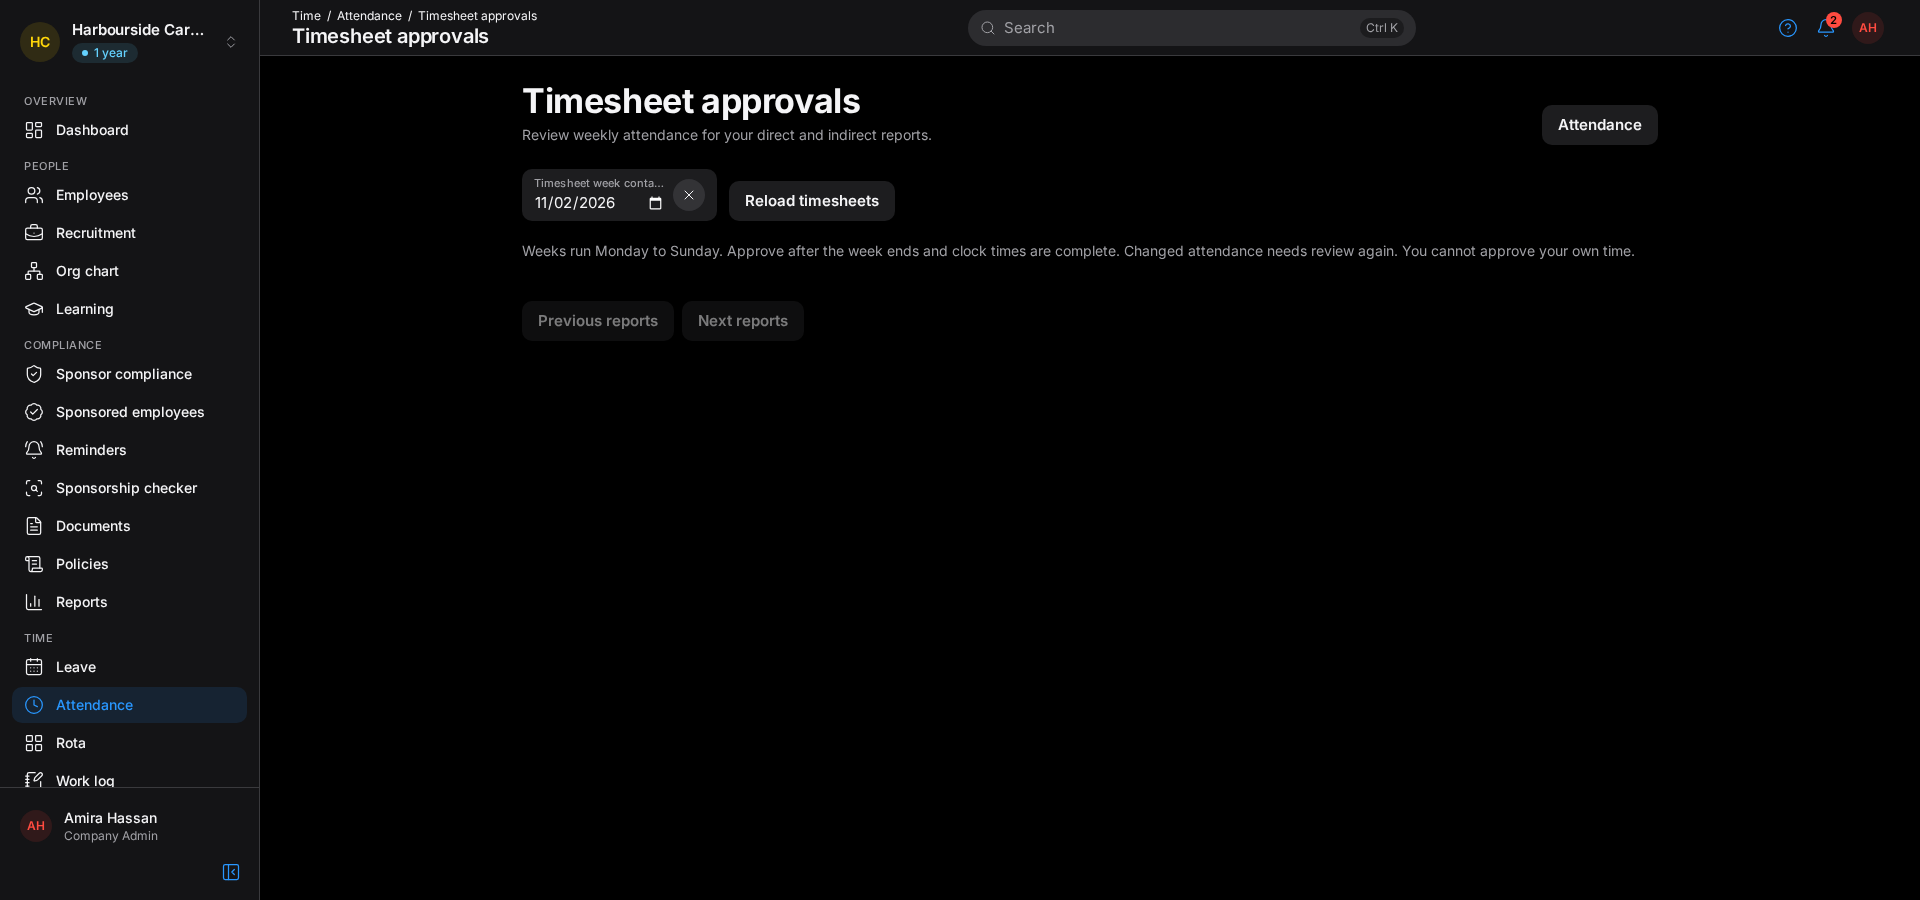 HC
Harbourside Car...
1 year
OVERVIEW
Dashboard
PEOPLE
Employees
Recruitment
Org chart
Learning
COMPLIANCE
Sponsor compliance
Sponsored employees
Reminders
Sponsorship checker
Documents
Policies
Reports
TIME
Leave
Attendance
Rota
Work log
AH
Amira Hassan
Company Admin
Time / Attendance / Timesheet approvals
Timesheet approvals
Search
Ctrl K
2
AH
Timesheet approvals
Review weekly attendance for your direct and indirect reports.
Attendance
Timesheet week conta...
11/02/2026
Reload timesheets
Weeks run Monday to Sunday. Approve after the week ends and clock times are complete. Changed attendance needs review again. You cannot approve your own time.
Previous reports
Next reports